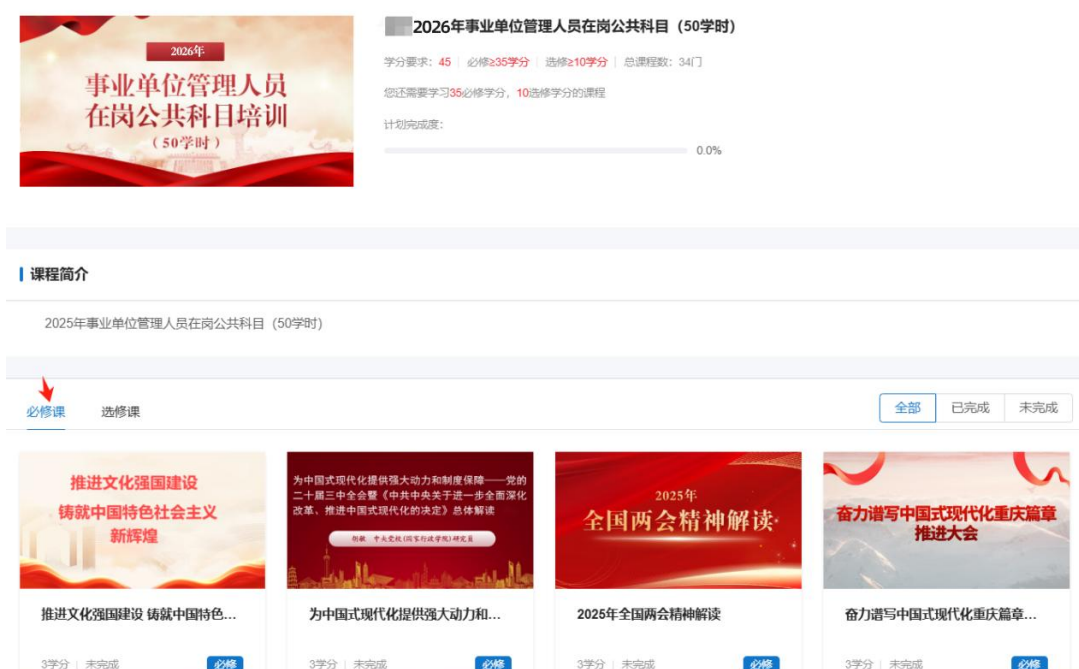 2026年
事业单位管理人员
在岗公共科目培训
（50学时）
2026年事业单位管理人员在岗公共科目（50学时）
学分要求：45 必修≥35学分 选修≥10学分 总课程数：34门
您还需要学习35必修学分，10选修学分的课程
计划完成度：
0.0%
课程简介
2025年事业单位管理人员在岗公共科目（50学时）
必修课 选修课 全部 已完成 未完成
推进文化强国建设
铸就中国特色社会主义
新辉煌
为中国式现代化提供强大动力和制度保障——党的
二十届三中全会暨《中共中央关于进一步全面深化
改革、推进中国式现代化的决定》总体解读
中央党校(国家行政学院)研究员
2025年
全国两会精神解读
奋力谱写中国式现代化重庆篇章
推进大会
推进文化强国建设 铸就中国特色...
为中国式现代化提供强大动力和...
2025年全国两会精神解读
奋力谱写中国式现代化重庆篇章...
3学分 未完成 必修
3学分 未完成 必修
3学分 未完成 必修
3学分 未完成 必修